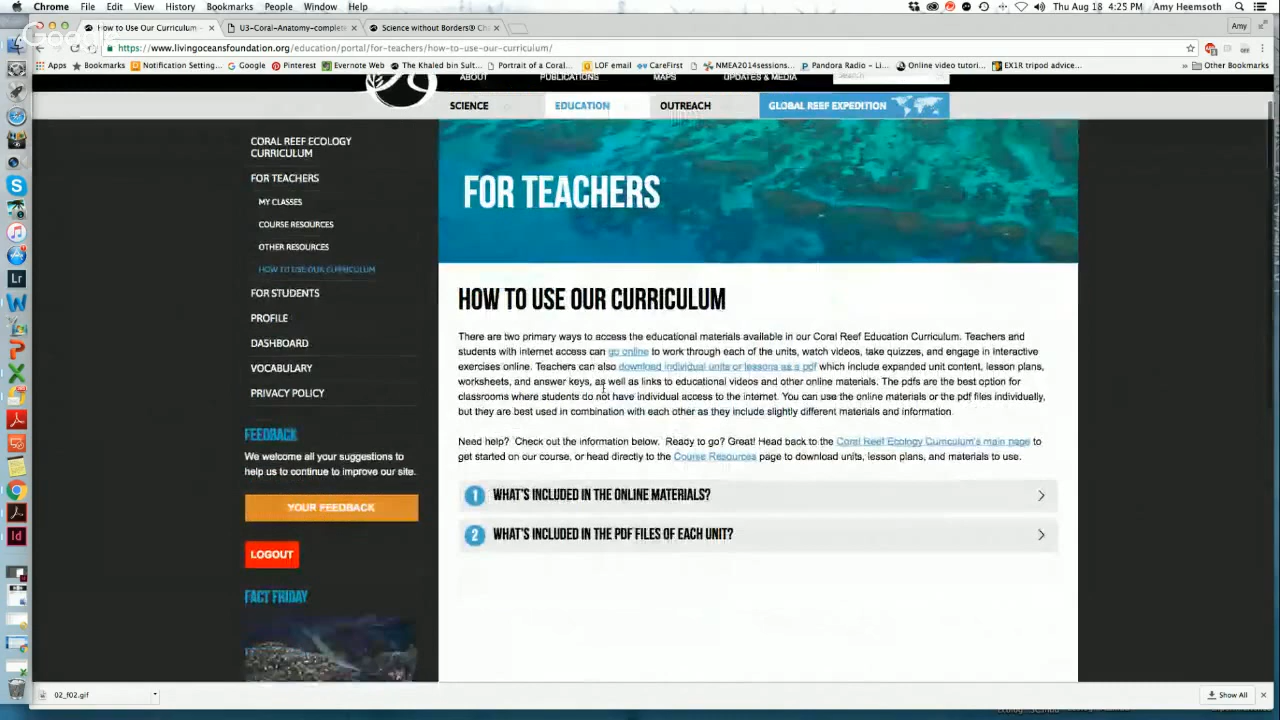 Chrome File Edit View History Bookmarks People Window Help
Thu Aug 18 4:25 PM Amy Heemsoth
How to Use Our Curriculum –
U3-Coral-Anatomy-complete
Science without Borders® Ch
Amy
https://www.livingoceansfoundation.org/education/portal/for-teachers/how-to-use-our-curriculum/
Apps Bookmarks Notification Setting... Google Pinterest Evernote Web Portrait of a Cora... The Khaled bin Sult... LOF email CareFirst NMEA2014sessions... Pandora Radio – Li... Online video tutori... EX1R tripod advice... » Other Bookmarks
ABOUT PUBLICATIONS MAPS UPDATES & MEDIA Search
SCIENCE EDUCATION OUTREACH GLOBAL REEF EXPEDITION
CORAL REEF ECOLOGY
CURRICULUM
FOR TEACHERS
MY CLASSES
COURSE RESOURCES
OTHER RESOURCES
HOW TO USE OUR CURRICULUM
FOR STUDENTS
PROFILE
DASHBOARD
VOCABULARY
PRIVACY POLICY
FEEDBACK
We welcome all your suggestions to
help us to continue to improve our site.
YOUR FEEDBACK
LOGOUT
FACT FRIDAY
FOR TEACHERS
HOW TO USE OUR CURRICULUM
There are two primary ways to access the educational materials available in our Coral Reef Education Curriculum. Teachers and
students with internet access can go online to work through each of the units, watch videos, take quizzes, and engage in interactive
exercises online. Teachers can also download individual units or lessons as a pdf which include expanded unit content, lesson plans,
worksheets, and answer keys, as well as links to educational videos and other online materials. The pdfs are the best option for
classrooms where students do not have individual access to the internet. You can use the online materials or the pdf files individually,
but they are best used in combination with each other as they include slightly different materials and information.
Need help? Check out the information below. Ready to go? Great! Head back to the Coral Reef Ecology Curriculum's main page to
get started on our course, or head directly to the Course Resources page to download units, lesson plans, and materials to use.
1 WHAT'S INCLUDED IN THE ONLINE MATERIALS?
2 WHAT'S INCLUDED IN THE PDF FILES OF EACH UNIT?
02_f02.gif
Show All